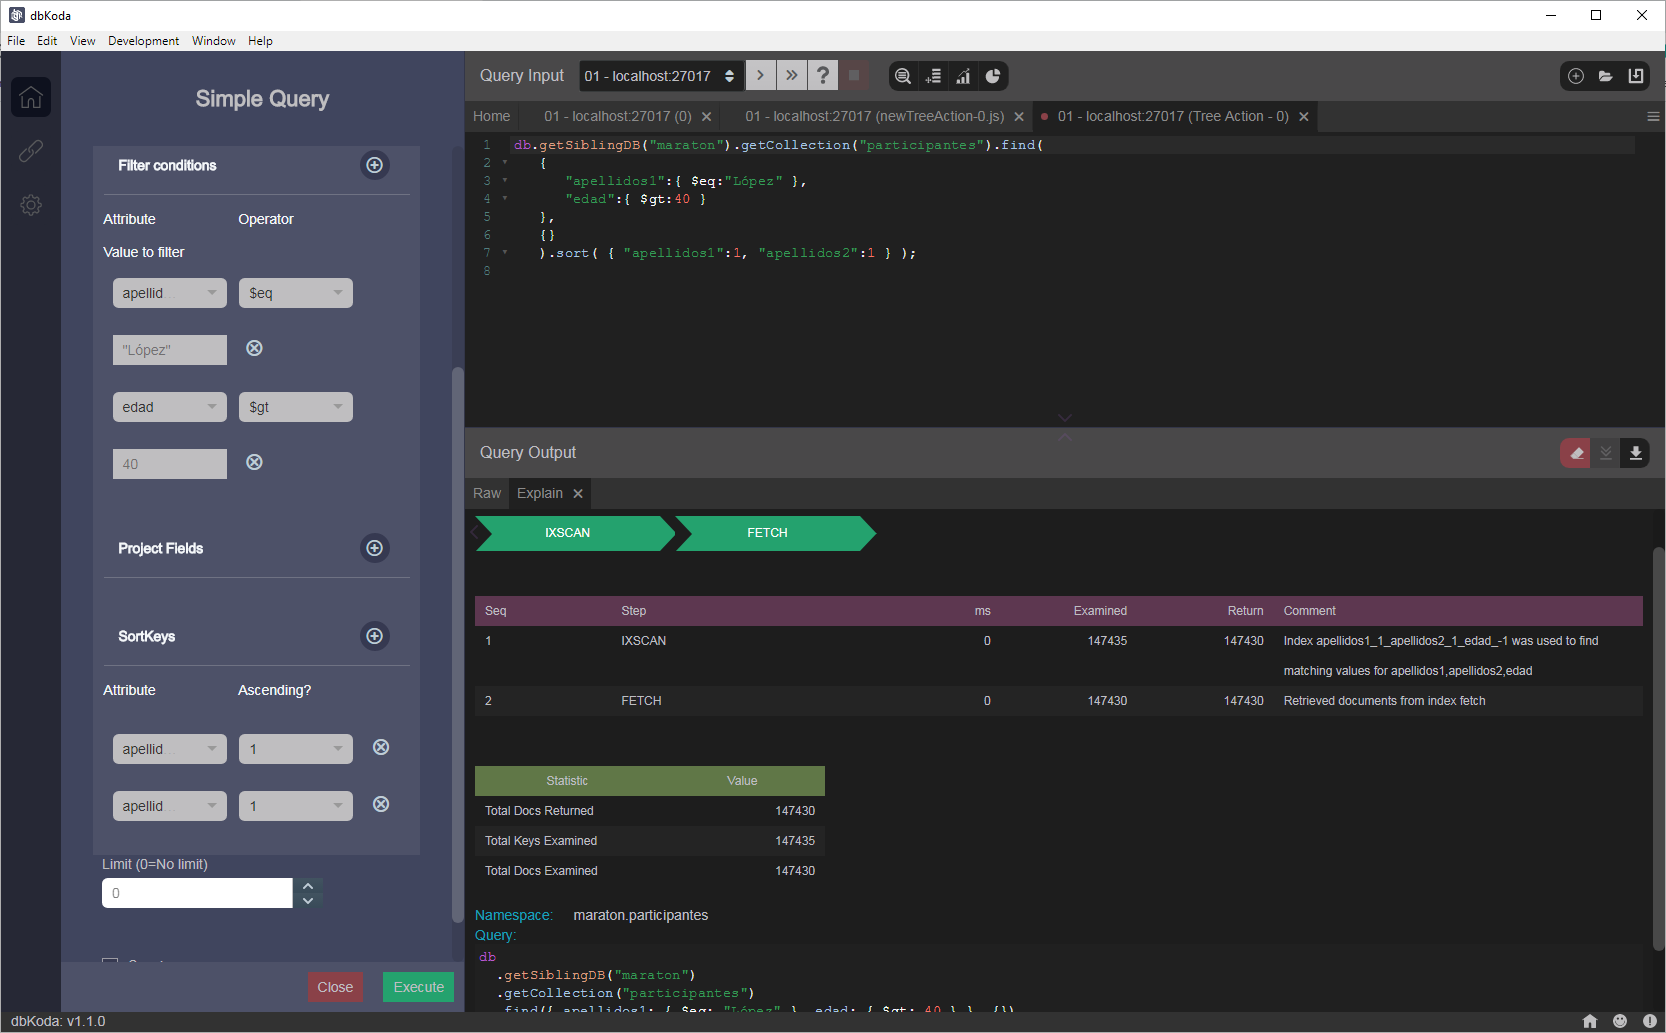 dbKoda
File Edit View Development Window Help
Simple Query
Filter conditions
Attribute Operator
Value to filter
apellid $eq
"López"
edad $gt
40
Project Fields
SortKeys
Attribute Ascending?
apellid 1
apellid 1
Limit (0=No limit)
0
Close Execute
Query Input 01 - localhost:27017
Home 01 - localhost:27017 (0) 01 - localhost:27017 (newTreeAction-0.js) 01 - localhost:27017 (Tree Action - 0)
1 db.getSiblingDB("maraton").getCollection("participantes").find(
2 {
3 "apellidos1":{ $eq:"López" },
4 "edad":{ $gt:40 }
5 },
6 {}
7 ).sort( { "apellidos1":1, "apellidos2":1 } );
8
Query Output
Raw Explain
IXSCAN FETCH
Seq Step ms Examined Return Comment
1 IXSCAN 0 147435 147430 Index apellidos1_1_apellidos2_1_edad_-1 was used to find
matching values for apellidos1,apellidos2,edad
2 FETCH 0 147430 147430 Retrieved documents from index fetch
Statistic Value
Total Docs Returned 147430
Total Keys Examined 147435
Total Docs Examined 147430
Namespace: maraton.participantes
Query:
db
.getSiblingDB("maraton")
.getCollection("participantes")
.find({ apellidos1: { $eq: "López" }, edad: { $gt: 40 } }, {})
dbKoda: v1.1.0